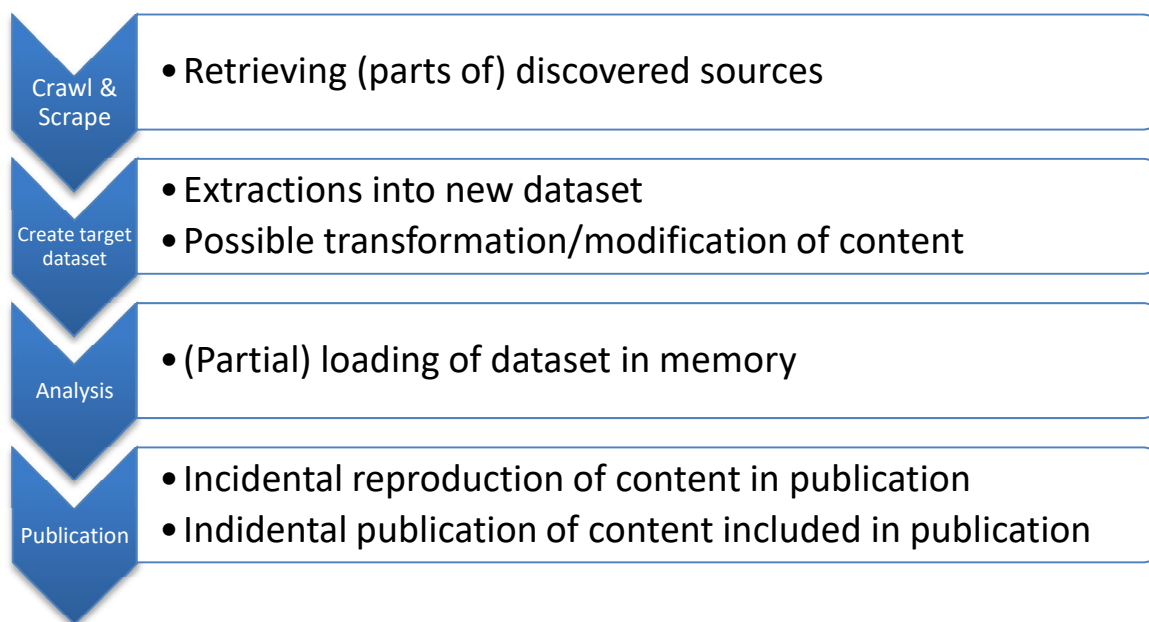 Crawl &
Scrape
• Retrieving (parts of) discovered sources
Create target
dataset
• Extractions into new dataset
• Possible transformation/modification of content
Analysis
• (Partial) loading of dataset in memory
Publication
• Incidental reproduction of content in publication
• Indidental publication of content included in publication